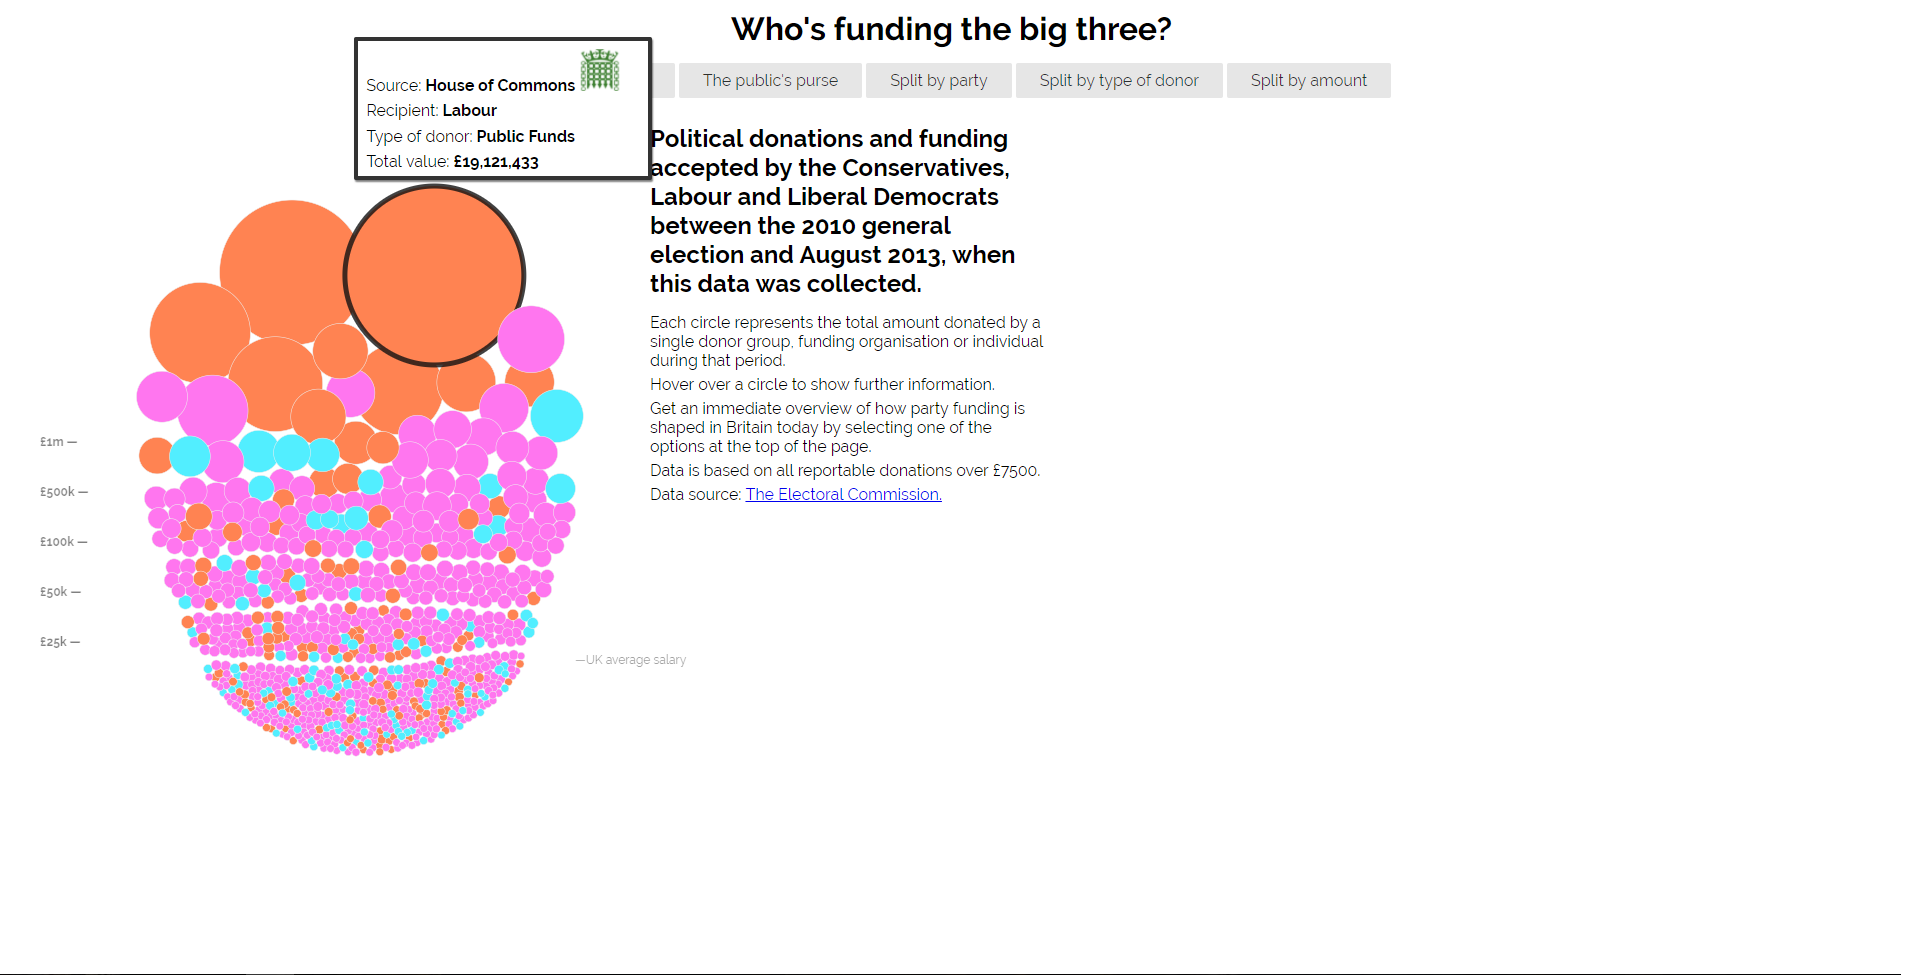 Who's funding the big three?
Source: House of Commons
Recipient: Labour
Type of donor: Public Funds
Total value: £19,121,433
The public's purse
Split by party
Split by type of donor
Split by amount
Political donations and funding
accepted by the Conservatives,
Labour and Liberal Democrats
between the 2010 general
election and August 2013, when
this data was collected.
Each circle represents the total amount donated by a
single donor group, funding organisation or individual
during that period.
Hover over a circle to show further information.
Get an immediate overview of how party funding is
shaped in Britain today by selecting one of the
options at the top of the page.
Data is based on all reportable donations over £7500.
Data source: The Electoral Commission.
£1m —
£500k —
£100k —
£50k —
£25k —
—UK average salary